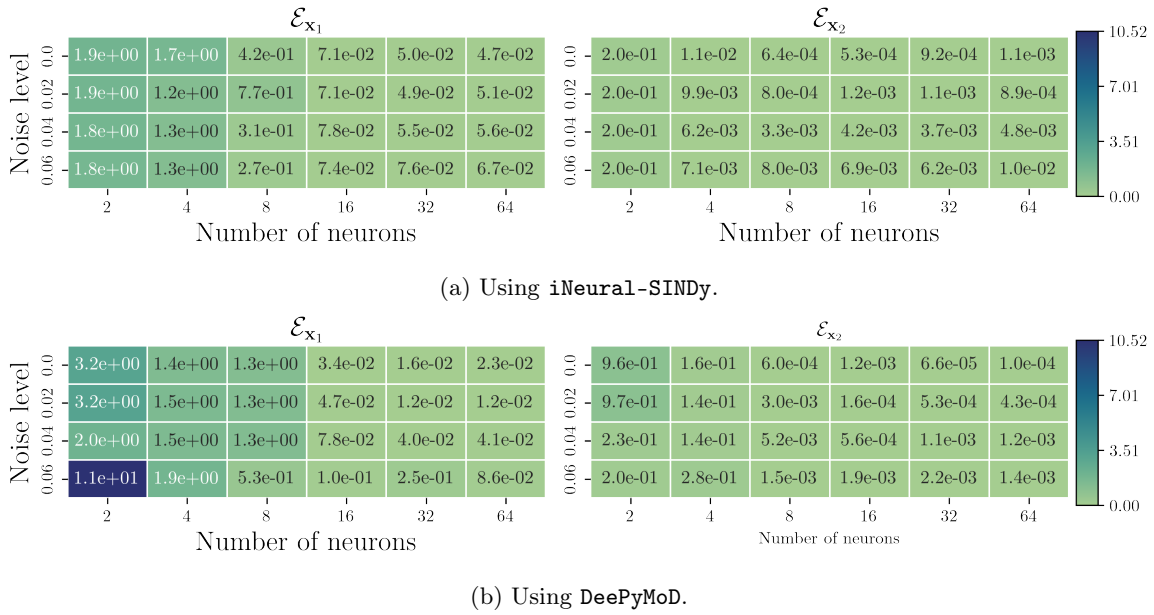 ℰ𝐱₁ ℰ𝐱₂
Noise level
0.0 1.9e+00 1.7e+00 4.2e-01 7.1e-02 5.0e-02 4.7e-02 0.0 2.0e-01 1.1e-02 6.4e-04 5.3e-04 9.2e-04 1.1e-03 10.52
0.02 1.9e+00 1.2e+00 7.7e-01 7.1e-02 4.9e-02 5.1e-02 0.02 2.0e-01 9.9e-03 8.0e-04 1.2e-03 1.1e-03 8.9e-04 7.01
0.04 1.8e+00 1.3e+00 3.1e-01 7.8e-02 5.5e-02 5.6e-02 0.04 2.0e-01 6.2e-03 3.3e-03 4.2e-03 3.7e-03 4.8e-03 3.51
0.06 1.8e+00 1.3e+00 2.7e-01 7.4e-02 7.6e-02 6.7e-02 0.06 2.0e-01 7.1e-03 8.0e-03 6.9e-03 6.2e-03 1.0e-02 0.00
2 4 8 16 32 64 2 4 8 16 32 64
Number of neurons Number of neurons
(a) Using iNeural-SINDy.
ℰ𝐱₁ ℰ𝐱₂
Noise level
0.0 3.2e+00 1.4e+00 1.3e+00 3.4e-02 1.6e-02 2.3e-02 0.0 9.6e-01 1.6e-01 6.0e-04 1.2e-03 6.6e-05 1.0e-04 10.52
0.02 3.2e+00 1.5e+00 1.3e+00 4.7e-02 1.2e-02 1.2e-02 0.02 9.7e-01 1.4e-01 3.0e-03 1.6e-04 5.3e-04 4.3e-04 7.01
0.04 2.0e+00 1.5e+00 1.3e+00 7.8e-02 4.0e-02 4.1e-02 0.04 2.3e-01 1.4e-01 5.2e-03 5.6e-04 1.1e-03 1.2e-03 3.51
0.06 1.1e+01 1.9e+00 5.3e-01 1.0e-01 2.5e-01 8.6e-02 0.06 2.0e-01 2.8e-01 1.5e-03 1.9e-03 2.2e-03 1.4e-03 0.00
2 4 8 16 32 64 2 4 8 16 32 64
Number of neurons Number of neurons
(b) Using DeePyMoD.